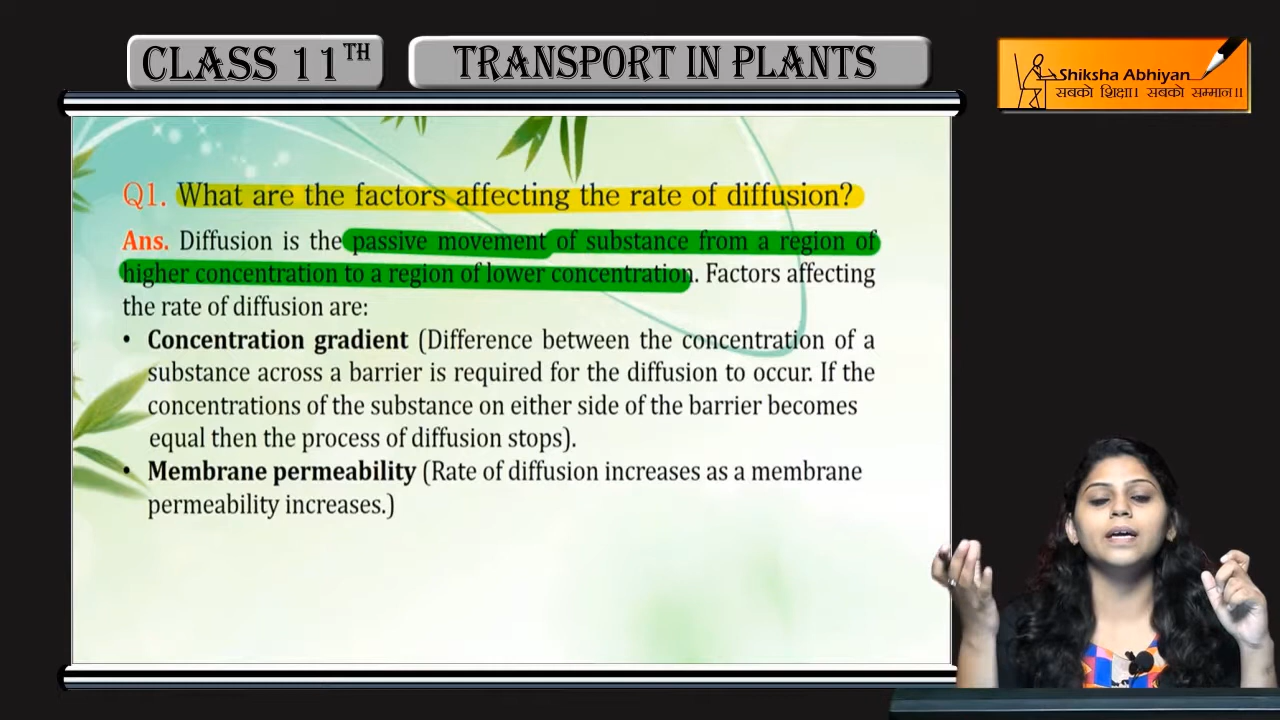 CLASS 11TH
TRANSPORT IN PLANTS
Shiksha Abhiyan
सबको शिक्षा। सबको सम्मान।।
Q1. What are the factors affecting the rate of diffusion?
Ans. Diffusion is the passive movement of substance from a region of
higher concentration to a region of lower concentration. Factors affecting
the rate of diffusion are:
• Concentration gradient (Difference between the concentration of a
substance across a barrier is required for the diffusion to occur. If the
concentrations of the substance on either side of the barrier becomes
equal then the process of diffusion stops).
• Membrane permeability (Rate of diffusion increases as a membrane
permeability increases.)